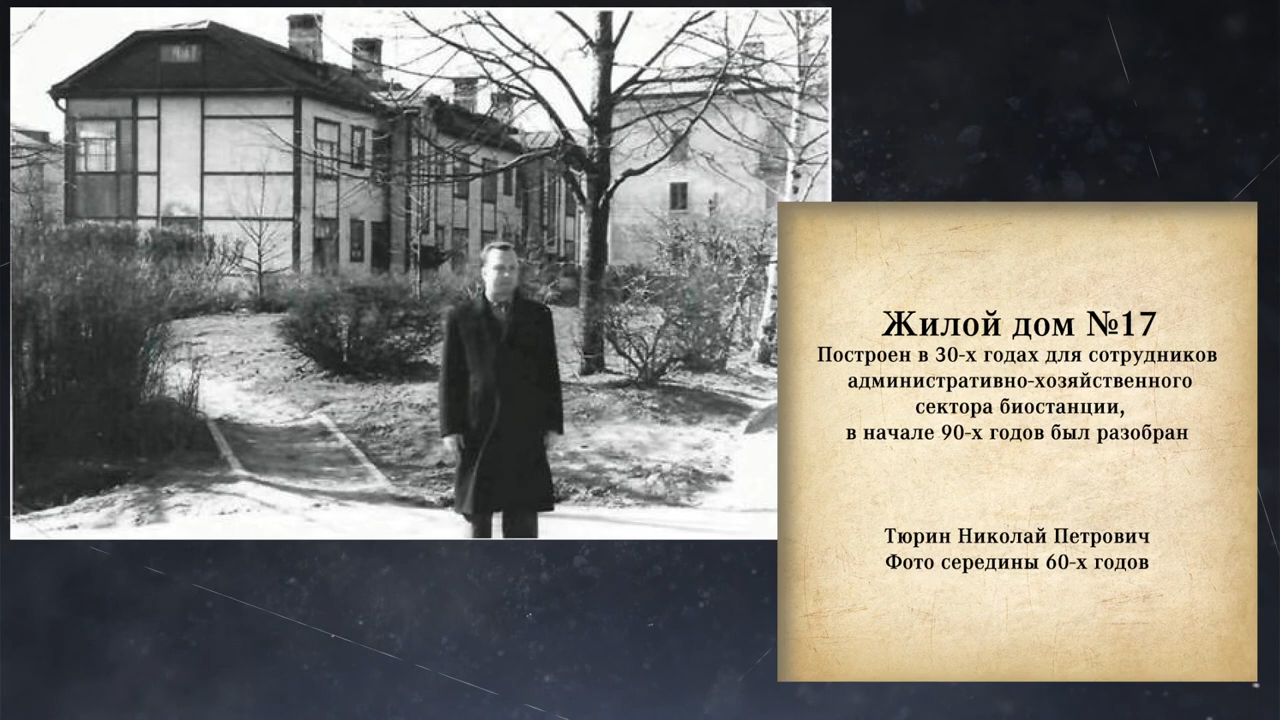 Жилой дом №17
Построен в 30-х годах для сотрудников
административно-хозяйственного
сектора биостанции,
в начале 90-х годов был разобран
Тюрин Николай Петрович
Фото середины 60-х годов